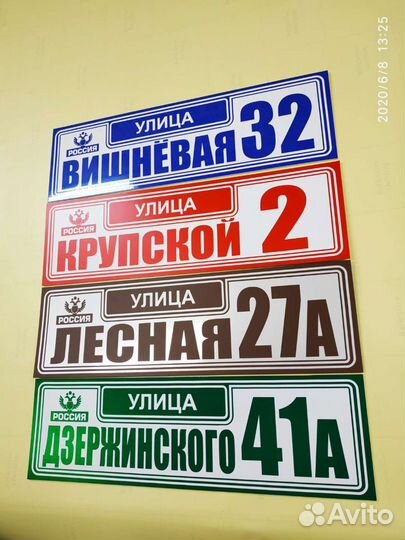 2020/6/8 13:25
УЛИЦА
РОССИЯ
ВИШНЁВАЯ 32
УЛИЦА
РОССИЯ
КРУПСКОЙ 2
УЛИЦА
РОССИЯ
ЛЕСНАЯ 27А
УЛИЦА
РОССИЯ
ДЗЕРЖИНСКОГО 41А
Avito